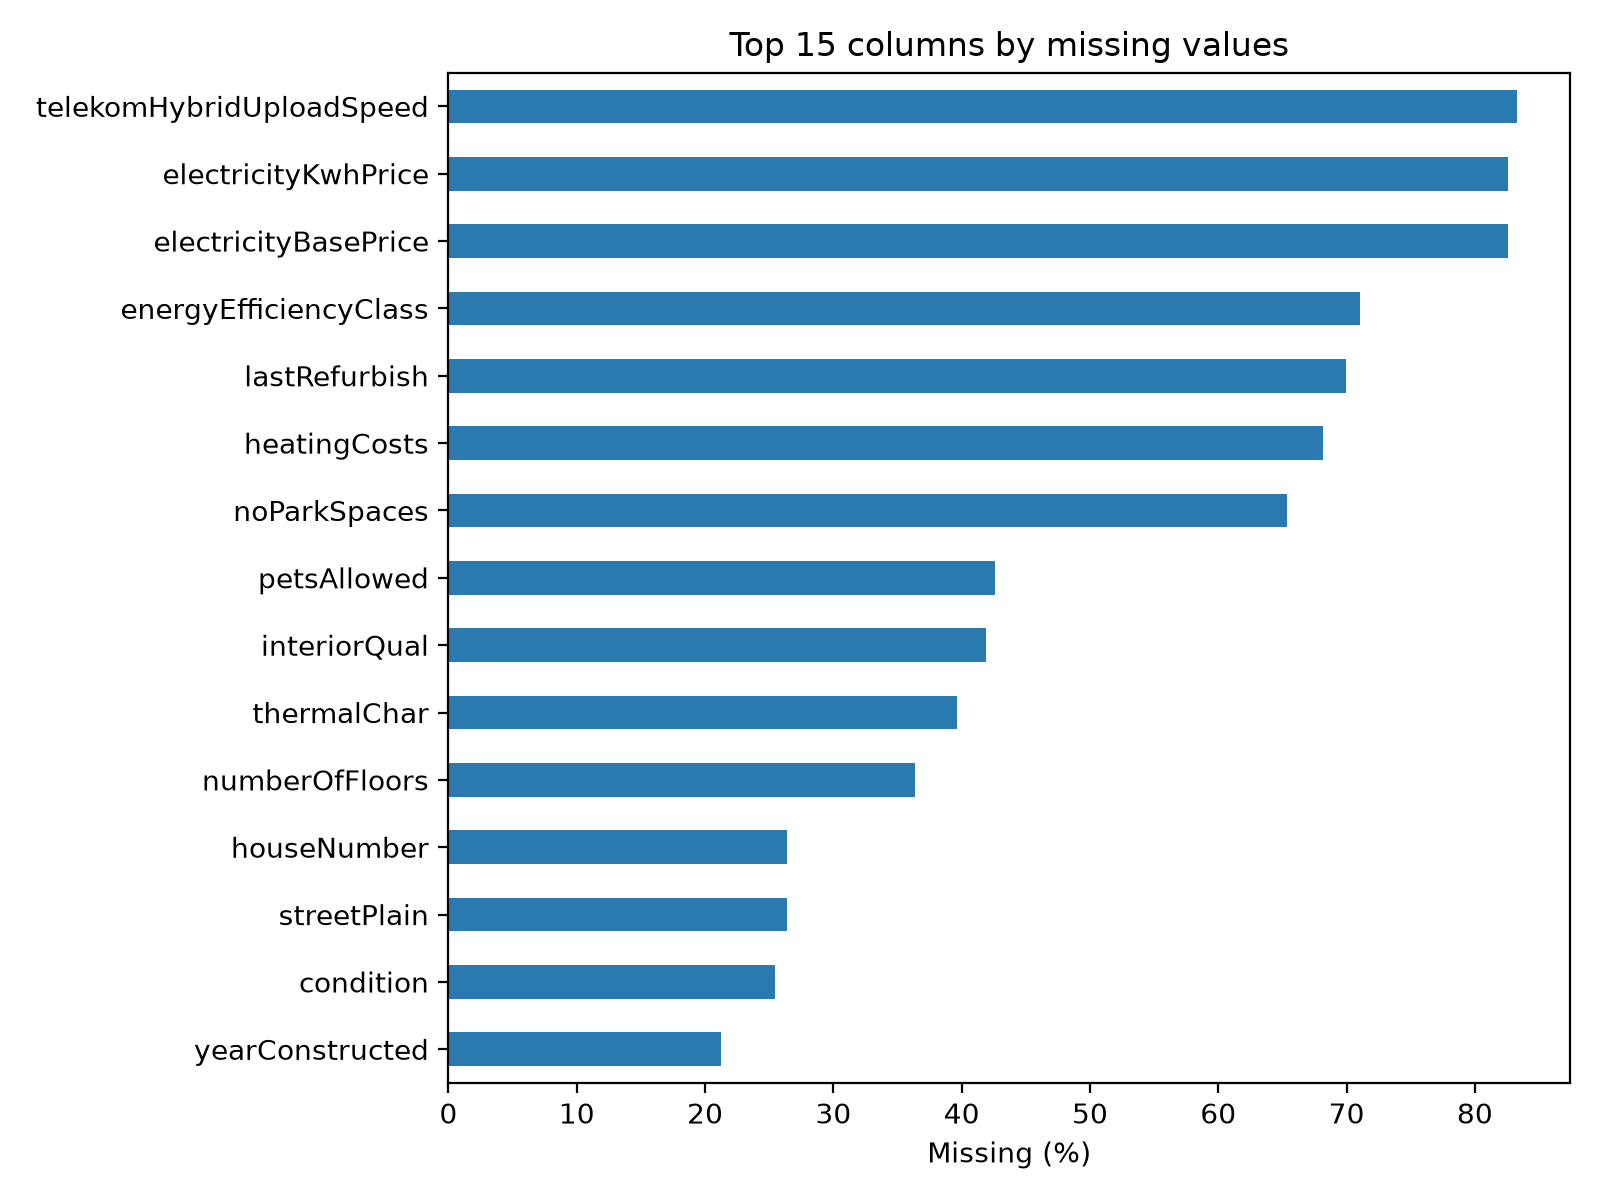 Top 15 columns by missing values
telekomHybridUploadSpeed
electricityKwhPrice
electricityBasePrice
energyEfficiencyClass
lastRefurbish
heatingCosts
noParkSpaces
petsAllowed
interiorQual
thermalChar
numberOfFloors
houseNumber
streetPlain
condition
yearConstructed
0 10 20 30 40 50 60 70 80
Missing (%)